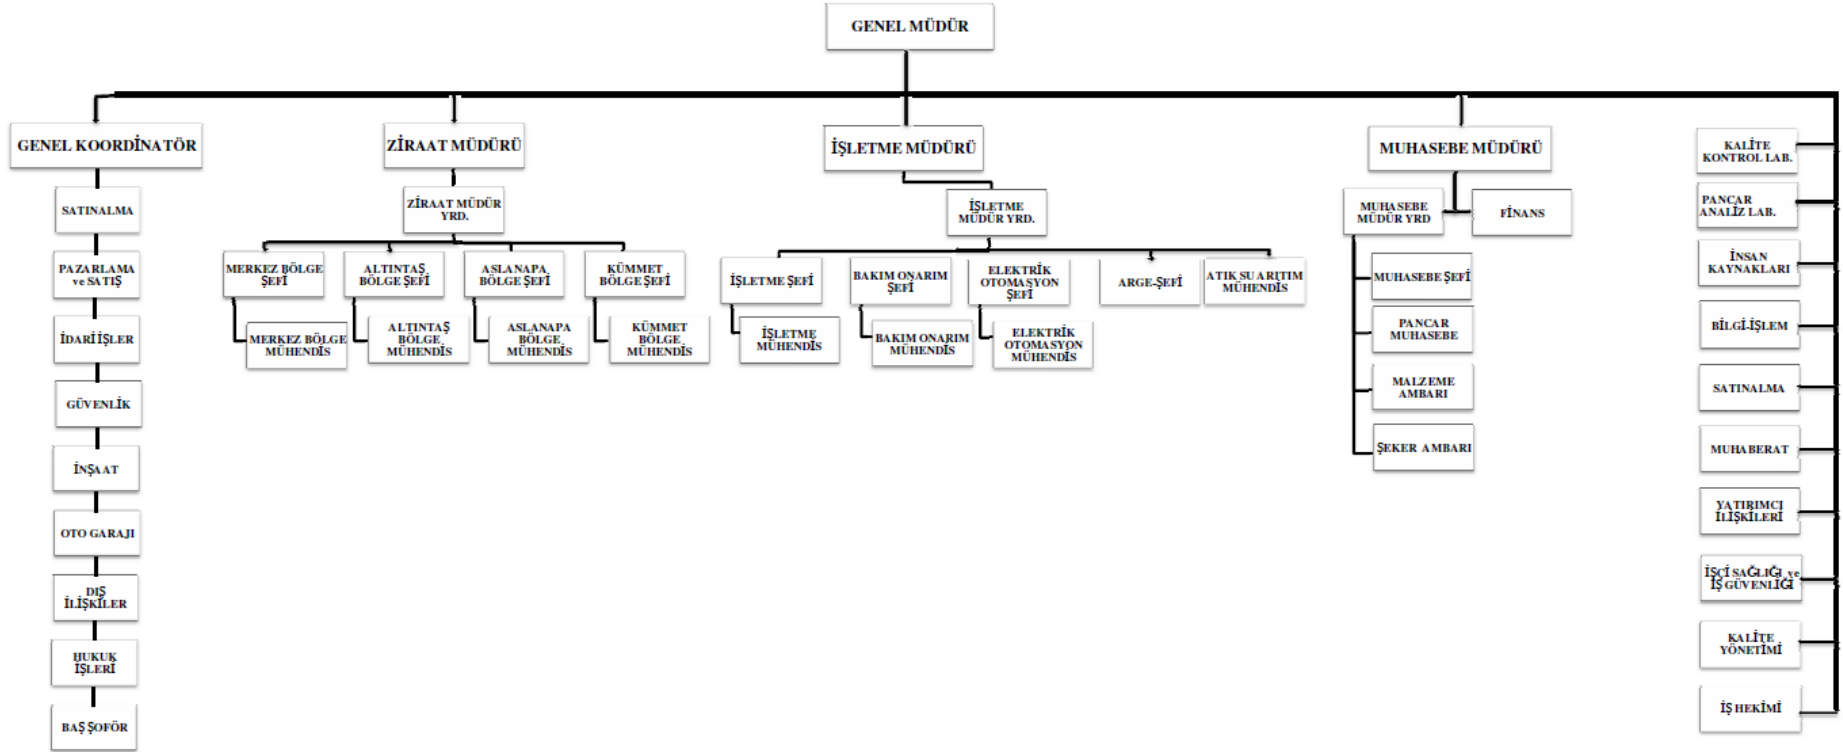 GENEL MÜDÜR
GENEL KOORDİNATÖR
SATINALMA
PAZARLAMA
ve SATIŞ
İDARİ İŞLER
GÜVENLİK
İNŞAAT
OTO GARAJI
DIŞ
İLİŞKİLER
HUKUK
İŞLERİ
BAŞ ŞOFÖR
ZİRAAT MÜDÜRÜ
ZİRAAT MÜDÜR
YRD.
MERKEZ BÖLGE
ŞEFİ
MERKEZ BÖLGE
MÜHENDİS
ALTINTAŞ
BÖLGE ŞEFİ
ALTINTAŞ
BÖLGE
MÜHENDİS
ASLANAPA
BÖLGE ŞEFİ
ASLANAPA
BÖLGE
MÜHENDİS
KÜMMET
BÖLGE ŞEFİ
KÜMMET
BÖLGE
MÜHENDİS
İŞLETME MÜDÜRÜ
İŞLETME
MÜDÜR YRD.
İŞLETME ŞEFİ
İŞLETME
MÜHENDİS
BAKIM ONARIM
ŞEFİ
BAKIM ONARIM
MÜHENDİS
ELEKTRİK
OTOMASYON
ŞEFİ
ELEKTRİK
OTOMASYON
MÜHENDİS
ARGE-ŞEFİ
ATIK SU ARITIM
MÜHENDİS
MUHASEBE MÜDÜRÜ
MUHASEBE
MÜDÜR YRD
FİNANS
MUHASEBE ŞEFİ
PANCAR
MUHASEBE
MALZEME
AMBARI
ŞEKER AMBARI
KALİTE
KONTROL LAB.
PANCAR
ANALİZ LAB.
İNSAN
KAYNAKLARI
BİLGİ-İŞLEM
SATINALMA
MUHABERAT
YATIRIMCI
İLİŞKİLERİ
İŞÇİ SAĞLIĞI ve
İŞ GÜVENLİĞİ
KALİTE
YÖNETİMİ
İŞ HEKİMİ